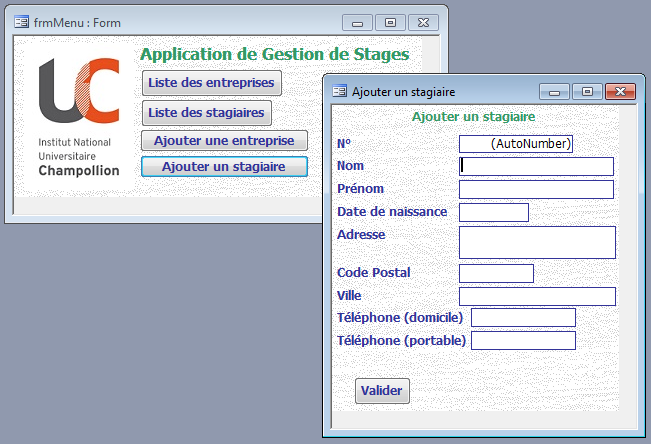 frmMenu : Form
Application de Gestion de Stages
UC
Institut National
Universitaire
Champollion
Liste des entreprises
Liste des stagiaires
Ajouter une entreprise
Ajouter un stagiaire
Ajouter un stagiaire
Ajouter un stagiaire
N° (AutoNumber)
Nom
Prénom
Date de naissance
Adresse
Code Postal
Ville
Téléphone (domicile)
Téléphone (portable)
Valider